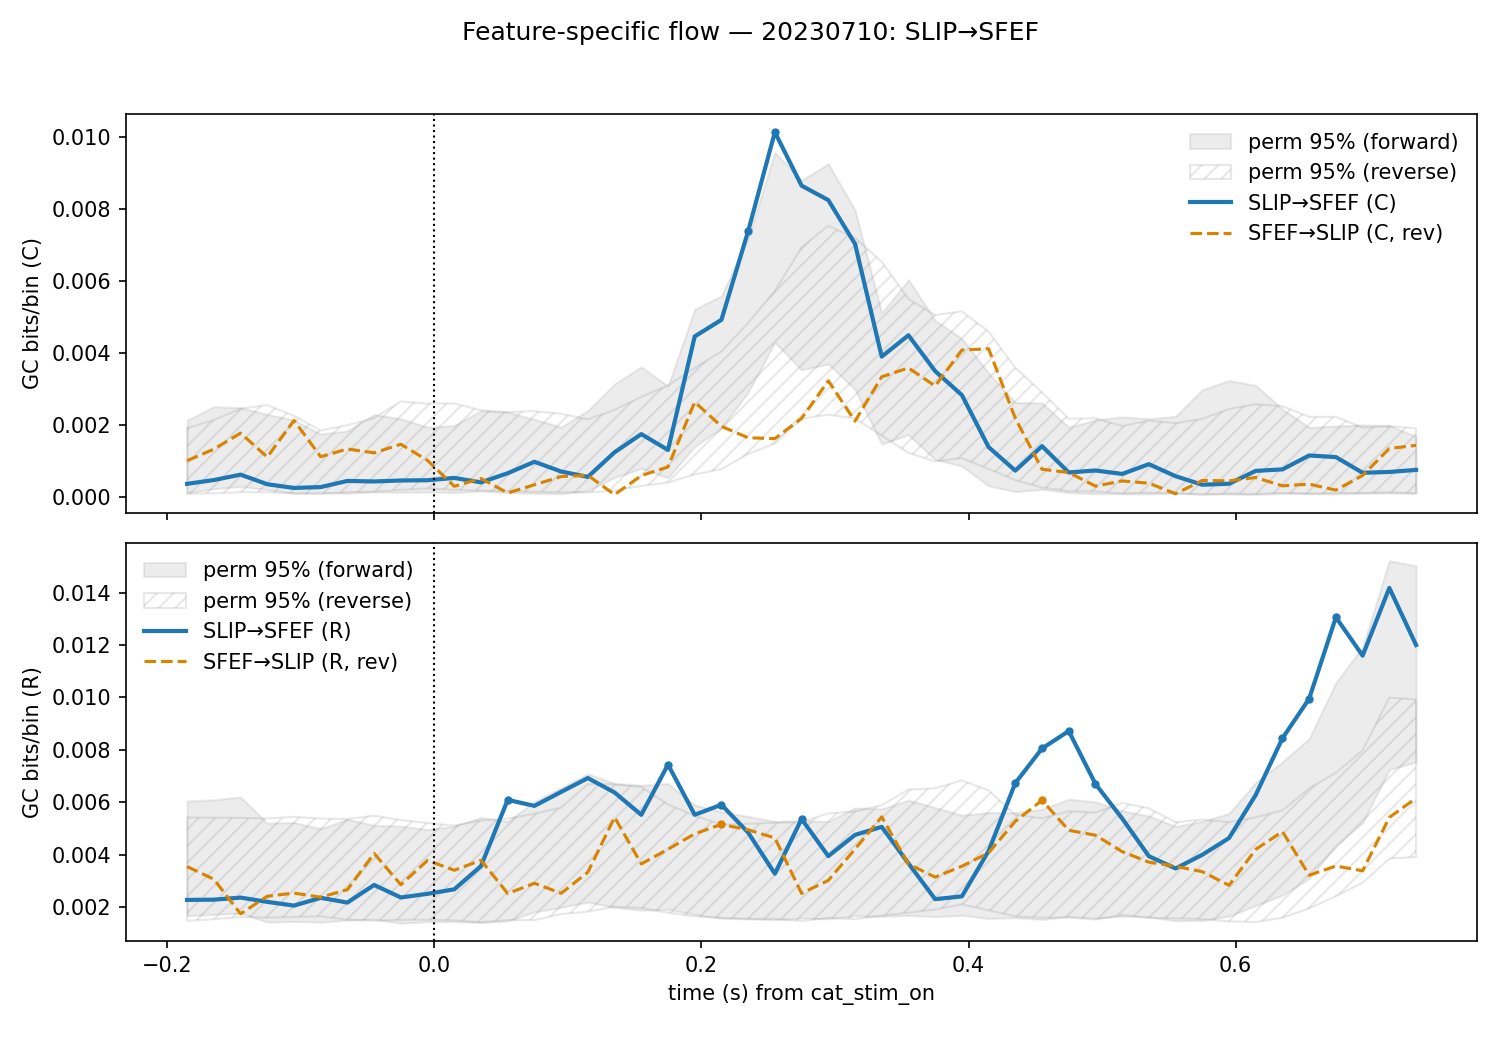 Feature-specific flow — 20230710: SLIP→SFEF
GC bits/bin (C)
0.010
0.008
0.006
0.004
0.002
0.000
perm 95% (forward)
perm 95% (reverse)
SLIP→SFEF (C)
SFEF→SLIP (C, rev)
GC bits/bin (R)
0.014
0.012
0.010
0.008
0.006
0.004
0.002
perm 95% (forward)
perm 95% (reverse)
SLIP→SFEF (R)
SFEF→SLIP (R, rev)
−0.2 0.0 0.2 0.4 0.6
time (s) from cat_stim_on